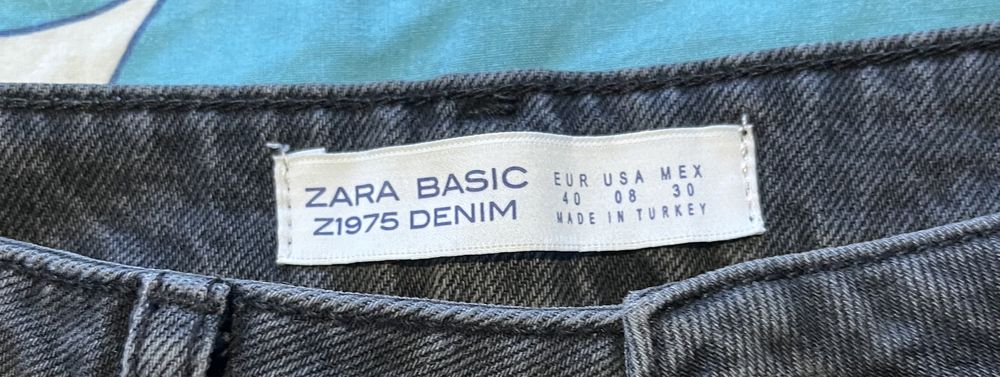 ZARA BASIC
Z1975 DENIM
EUR USA MEX
40 08 30
MADE IN TURKEY